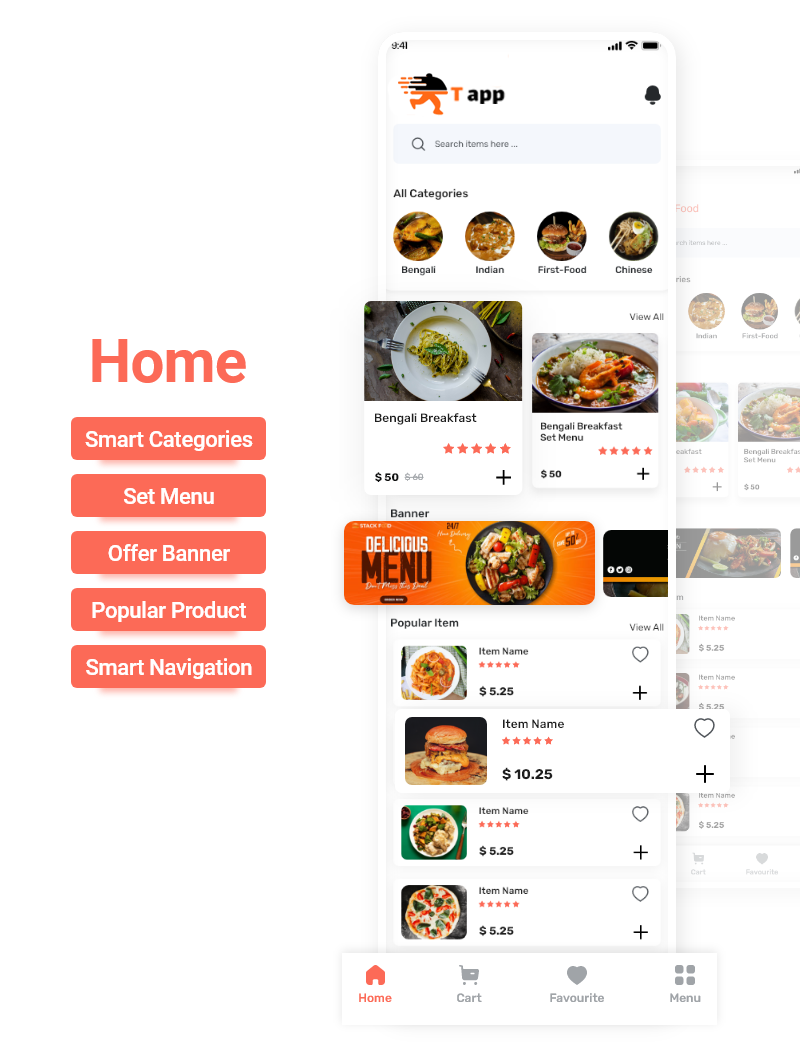 Home
Smart Categories
Set Menu
Offer Banner
Popular Product
Smart Navigation
9:41
T app
Search items here ...
All Categories
Bengali
Indian
First-Food
Chinese
View All
Bengali Breakfast
$ 50 $ 60
Bengali Breakfast
Set Menu
$ 50
Banner
STACK FOOD
24/7
Home Delivery
DELICIOUS
MENU
Don't Miss this Deal
ORDER NOW
UP TO
50%
Popular Item
View All
Item Name
$ 5.25
Item Name
$ 10.25
Item Name
$ 5.25
Item Name
$ 5.25
Home
Cart
Favourite
Menu
Food
rch items here ...
ries
Indian
First-Food
eakfast
Bengali Breakfast
Set Menu
$ 50
m
Item Name
$ 5.25
Item Name
$ 5.25
me
Item Name
$ 5.25
Cart
Favourite